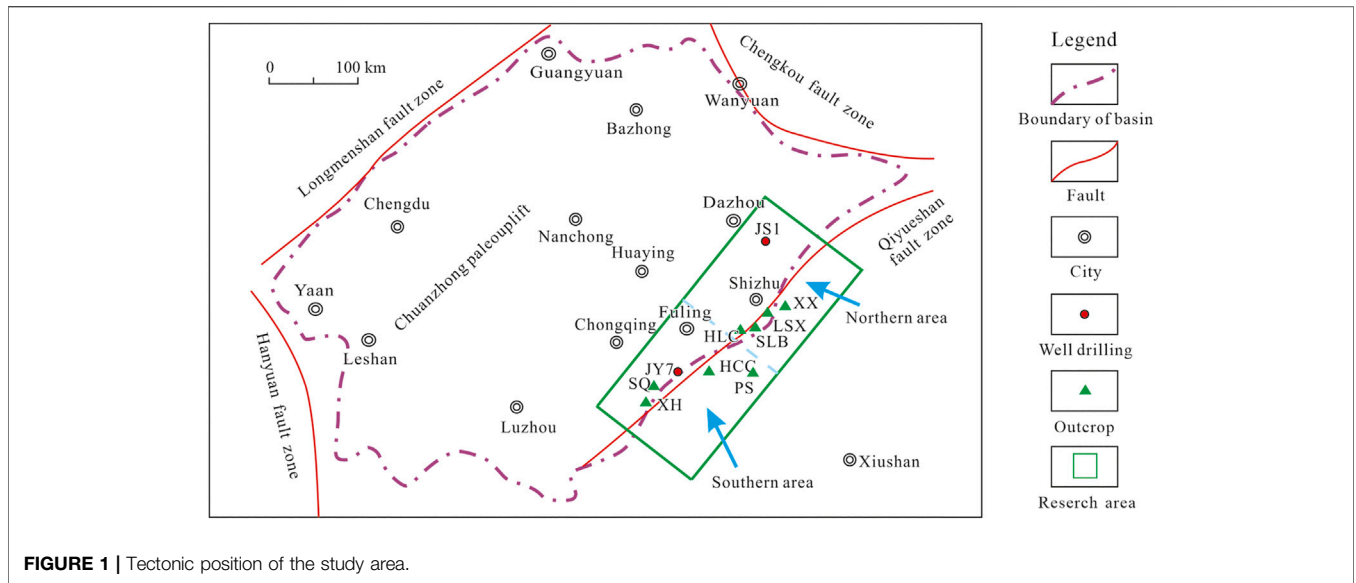 0 100 km
Guangyuan
Chengkou fault zone
Wanyuan
Bazhong
Longmenshan fault zone
Chengdu
Nanchong
Dazhou
JS1
Huaying
Qiyueshan
fault zone
Chuanzhong paleouplift
Yaan
Leshan
Shizhu
XX
Northern area
Fuling
LSX
Chongqing
HLC
SLB
Hanyuan fault zone
JY7
HCC
SQ
PS
XH
Luzhou
Xiushan
Southern area
Legend
Boundary of basin
Fault
City
Well drilling
Outcrop
Reserch area
FIGURE 1 | Tectonic position of the study area.